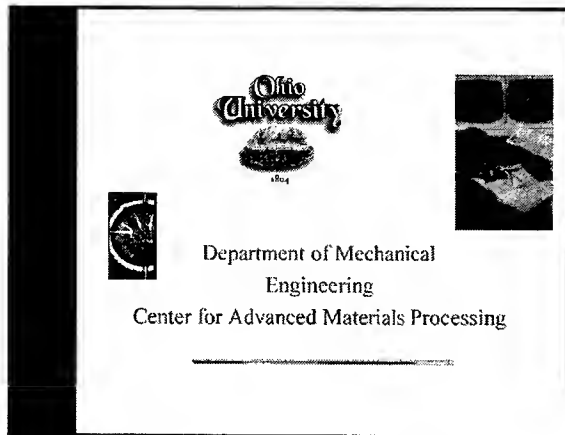 Ohio
University
1804
Department of Mechanical
Engineering
Center for Advanced Materials Processing